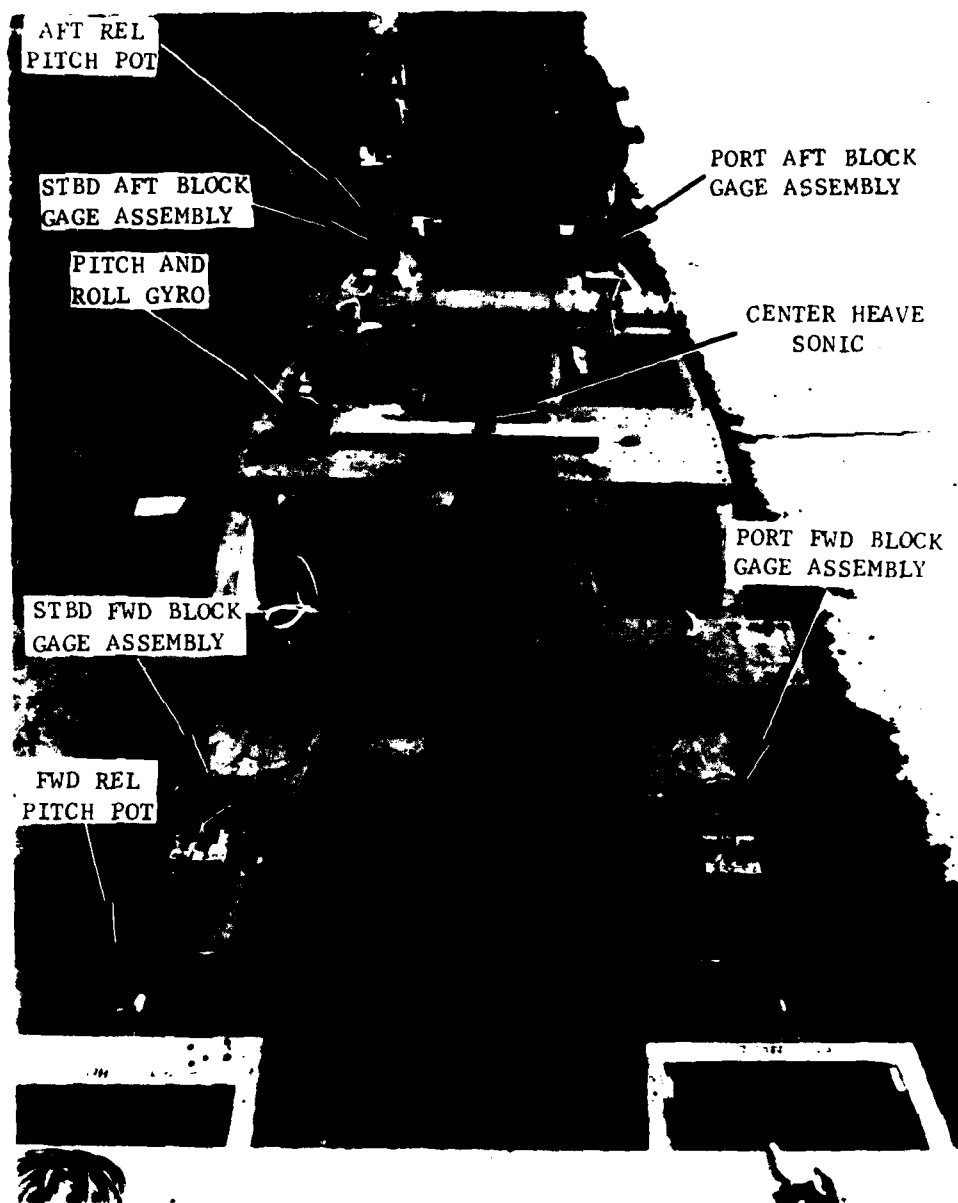 AFT REL
PITCH POT
STBD AFT BLOCK
GAGE ASSEMBLY
PORT AFT BLOCK
GAGE ASSEMBLY
PITCH AND
ROLL GYRO
CENTER HEAVE
SONIC
PORT FWD BLOCK
GAGE ASSEMBLY
STBD FWD BLOCK
GAGE ASSEMBLY
FWD REL
PITCH POT